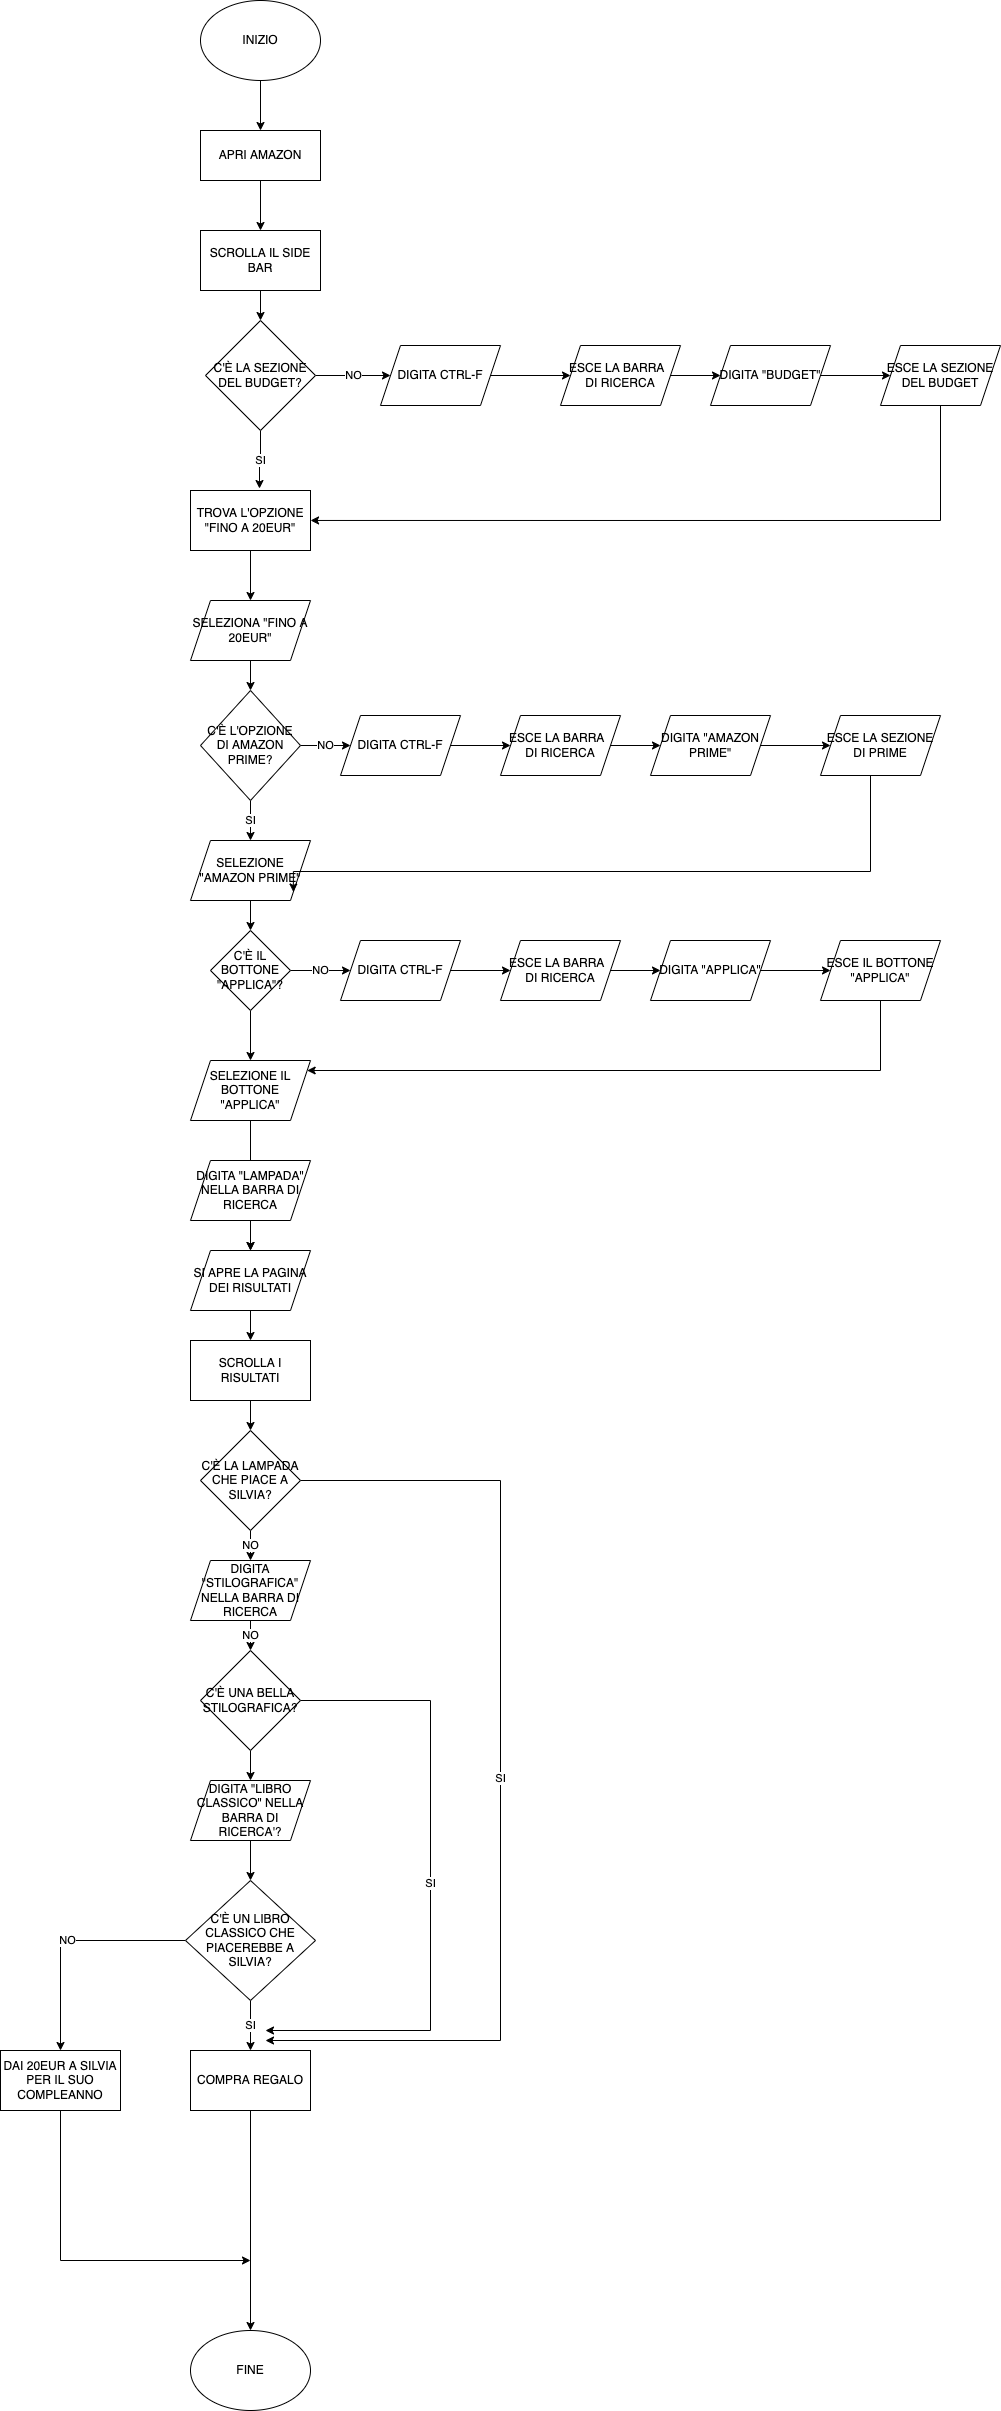 INIZIO
APRI AMAZON
SCROLLA IL SIDE
BAR
C'È LA SEZIONE
DEL BUDGET?
NO
DIGITA CTRL-F
ESCE LA BARRA
DI RICERCA
DIGITA "BUDGET"
ESCE LA SEZIONE
DEL BUDGET
SI
TROVA L'OPZIONE
"FINO A 20EUR"
SELEZIONA "FINO A
20EUR"
C'È L'OPZIONE
DI AMAZON
PRIME?
NO
DIGITA CTRL-F
ESCE LA BARRA
DI RICERCA
DIGITA "AMAZON
PRIME"
ESCE LA SEZIONE
DI PRIME
SI
SELEZIONE
"AMAZON PRIME"
C'È IL
BOTTONE
"APPLICA"?
NO
DIGITA CTRL-F
ESCE LA BARRA
DI RICERCA
DIGITA "APPLICA"
ESCE IL BOTTONE
"APPLICA"
SELEZIONE IL
BOTTONE
"APPLICA"
DIGITA "LAMPADA"
NELLA BARRA DI
RICERCA
SI APRE LA PAGINA
DEI RISULTATI
SCROLLA I
RISULTATI
C'È LA LAMPADA
CHE PIACE A
SILVIA?
NO
DIGITA
"STILOGRAFICA"
NELLA BARRA DI
RICERCA
NO
C'È UNA BELLA
STILOGRAFICA?
SI
DIGITA "LIBRO
CLASSICO" NELLA
BARRA DI
RICERCA'?
SI
C'È UN LIBRO
CLASSICO CHE
PIACEREBBE A
SILVIA?
NO
SI
DAI 20EUR A SILVIA
PER IL SUO
COMPLEANNO
COMPRA REGALO
FINE